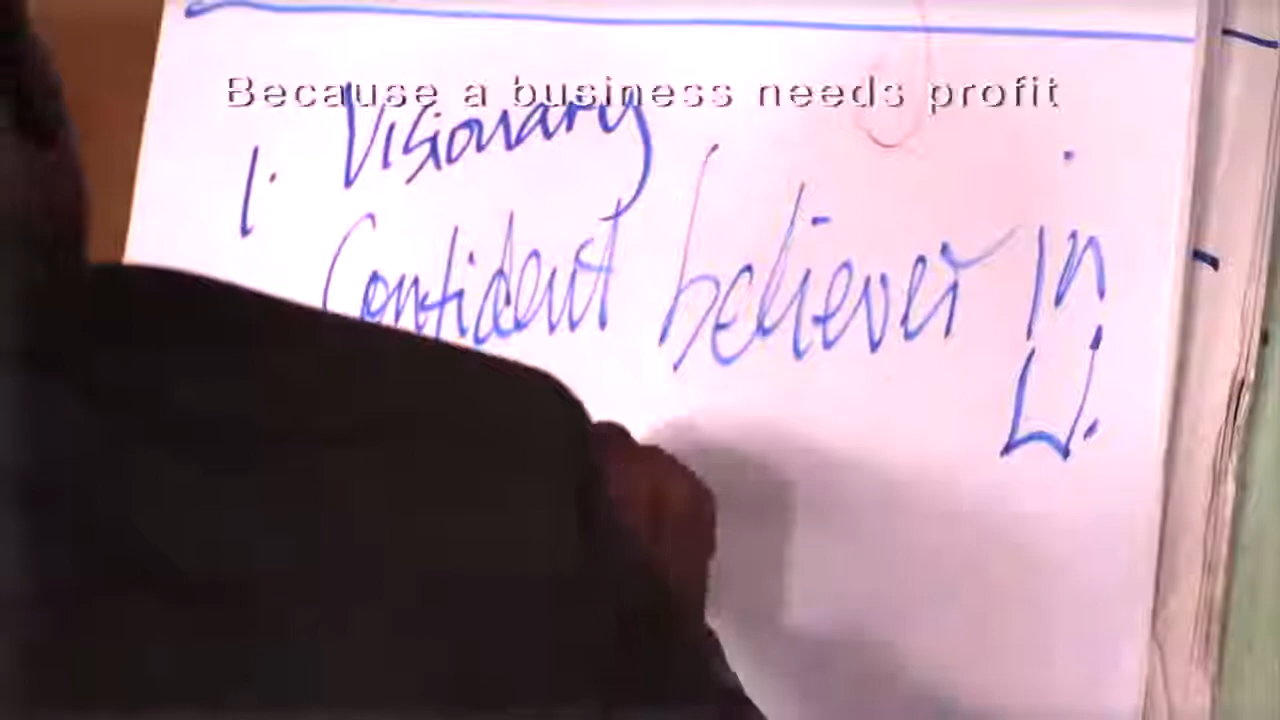 Because a business needs profit
1. Visionary
Confident believer in